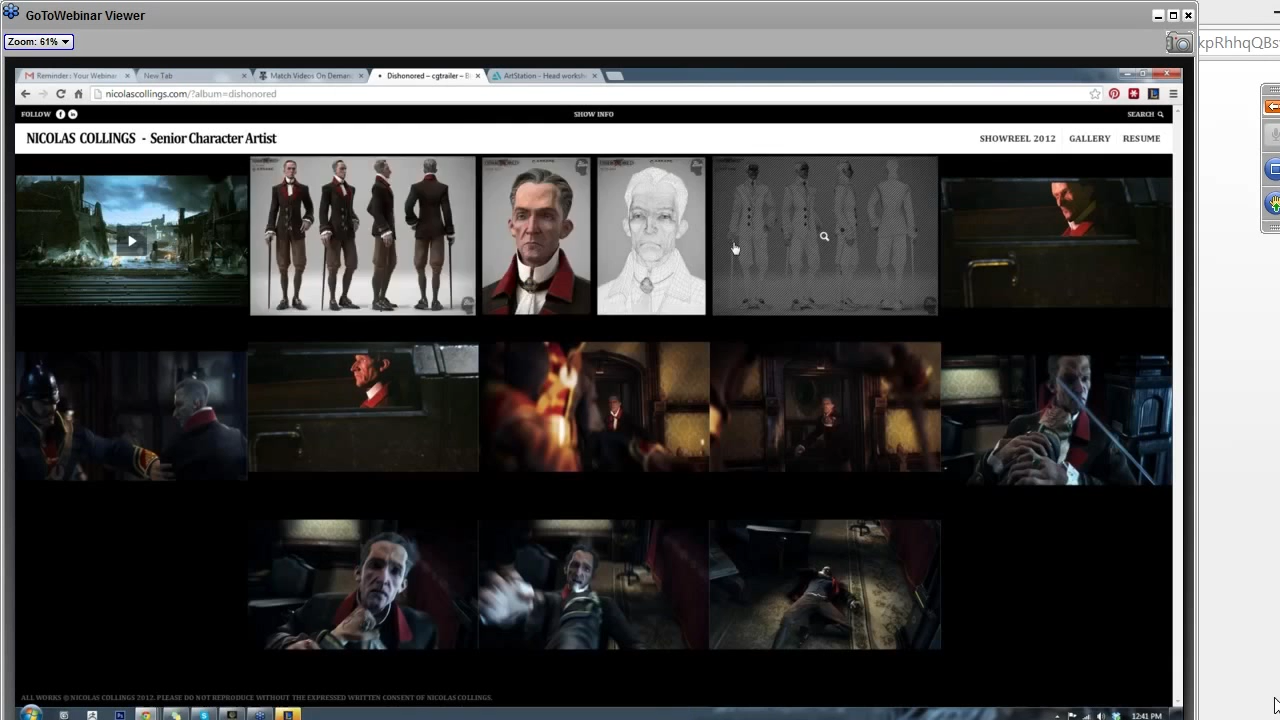 GoToWebinar Viewer
Zoom: 61%
kpRhhqQBs
Reminder: Your Webinar
New Tab
Match Videos On Deman
Dishonored – cgtrailer – E
ArtStation - Head worksh
nicolascollings.com/?album=dishonored
FOLLOW
SHOW INFO
SEARCH
NICOLAS COLLINGS - Senior Character Artist
SHOWREEL 2012
GALLERY
RESUME
ALL WORKS © NICOLAS COLLINGS 2012. PLEASE DO NOT REPRODUCE WITHOUT THE EXPRESSED WRITTEN CONSENT OF NICOLAS COLLINGS.
12:41 PM